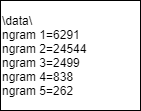 \data\
ngram 1=6291
ngram 2=24544
ngram 3=2499
ngram 4=838
ngram 5=262